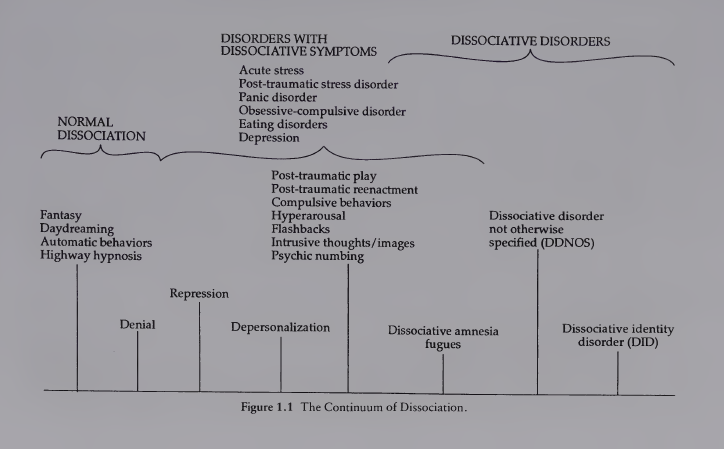 DISORDERS WITH
DISSOCIATIVE SYMPTOMS
DISSOCIATIVE DISORDERS
Acute stress
Post-traumatic stress disorder
Panic disorder
Obsessive-compulsive disorder
Eating disorders
Depression
NORMAL
DISSOCIATION
Post-traumatic play
Post-traumatic reenactment
Compulsive behaviors
Hyperarousal
Flashbacks
Intrusive thoughts/images
Psychic numbing
Fantasy
Daydreaming
Automatic behaviors
Highway hypnosis
Dissociative disorder
not otherwise
specified (DDNOS)
Repression
Denial
Depersonalization
Dissociative amnesia
fugues
Dissociative identity
disorder (DID)
Figure 1.1 The Continuum of Dissociation.